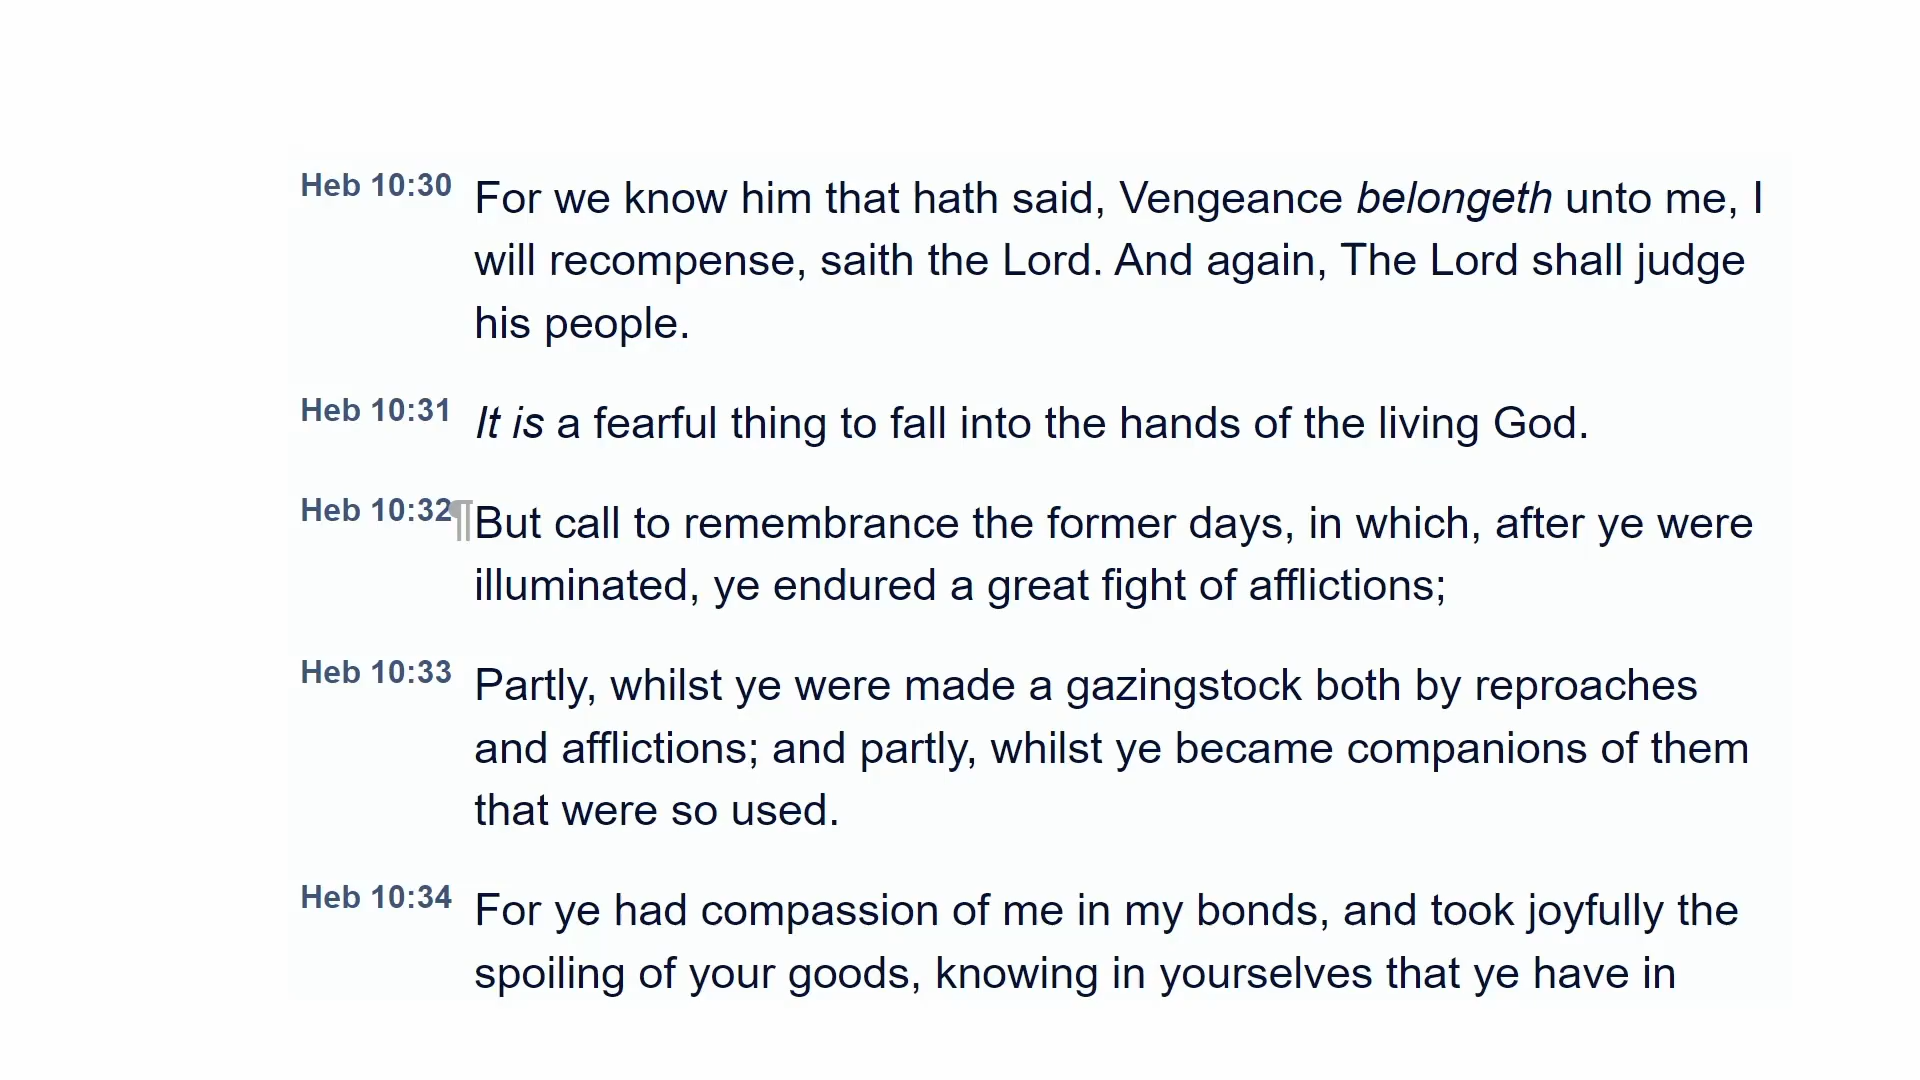 Heb 10:30 For we know him that hath said, Vengeance belongeth unto me, I
will recompense, saith the Lord. And again, The Lord shall judge
his people.
Heb 10:31 It is a fearful thing to fall into the hands of the living God.
Heb 10:32 ¶ But call to remembrance the former days, in which, after ye were
illuminated, ye endured a great fight of afflictions;
Heb 10:33 Partly, whilst ye were made a gazingstock both by reproaches
and afflictions; and partly, whilst ye became companions of them
that were so used.
Heb 10:34 For ye had compassion of me in my bonds, and took joyfully the
spoiling of your goods, knowing in yourselves that ye have in